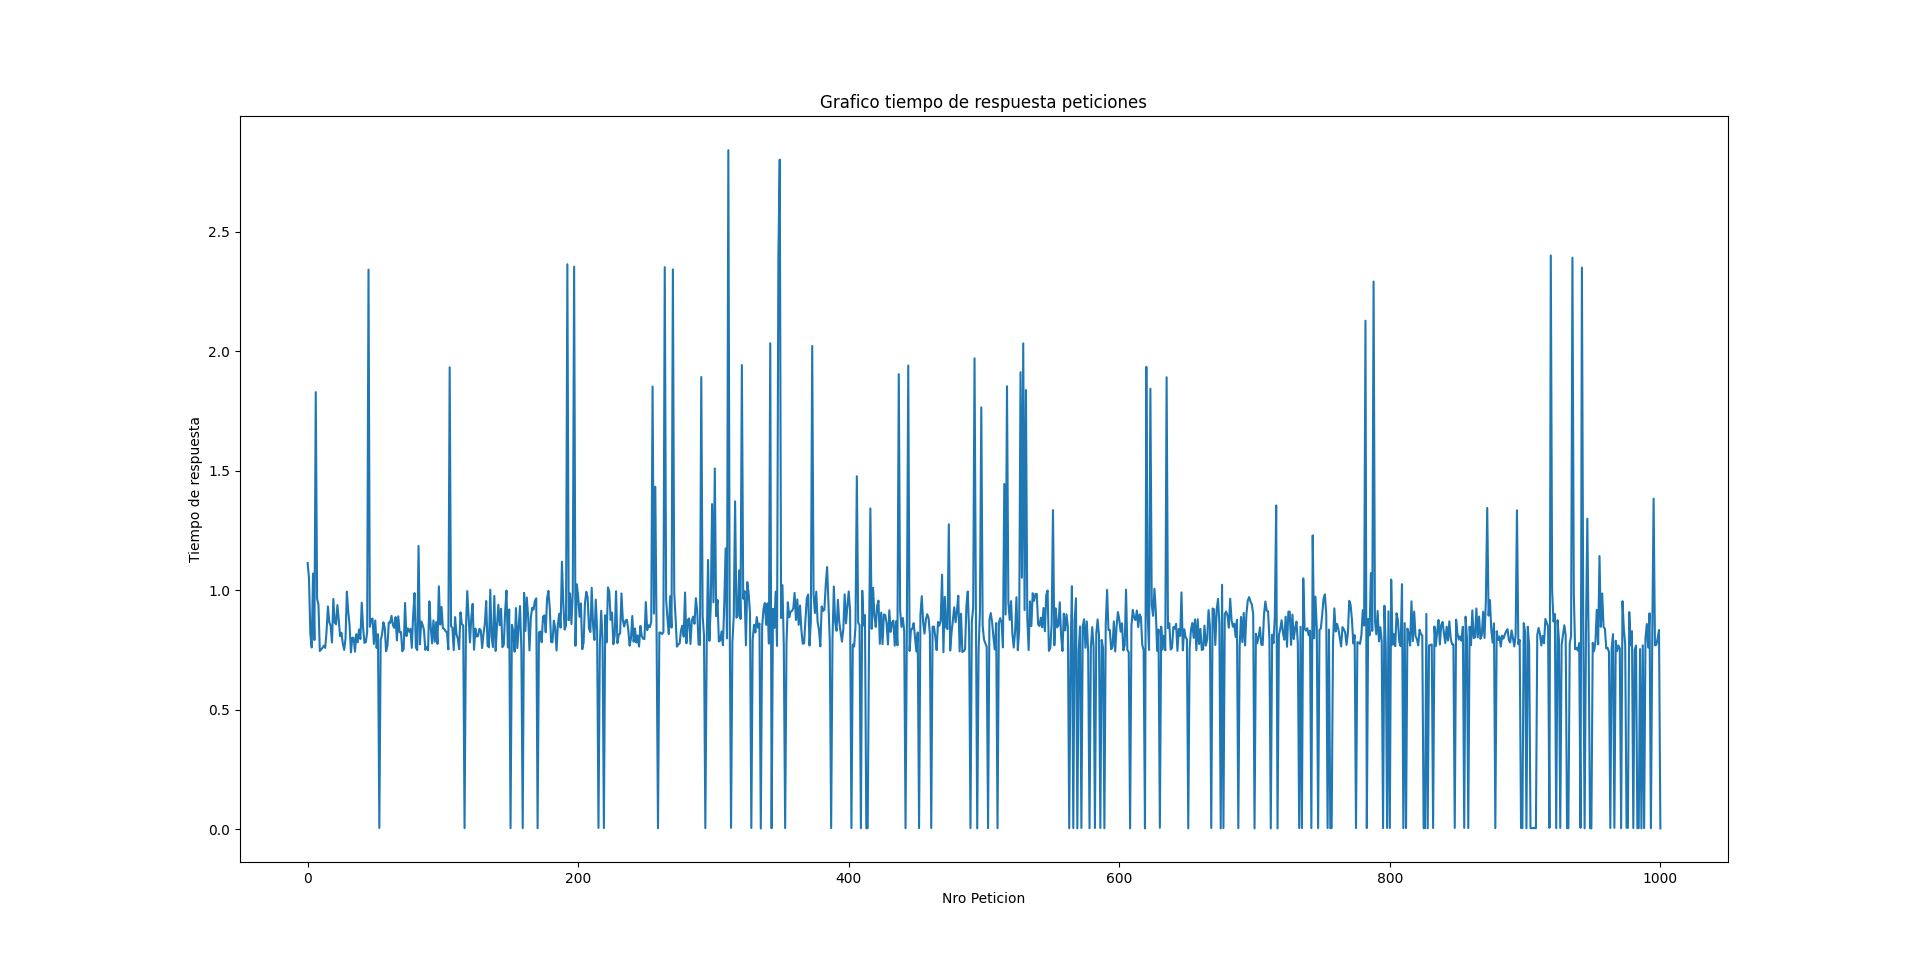 Grafico tiempo de respuesta peticiones
2.5
2.0
1.5
1.0
0.5
0.0
Tiempo de respuesta
0 200 400 600 800 1000
Nro Peticion